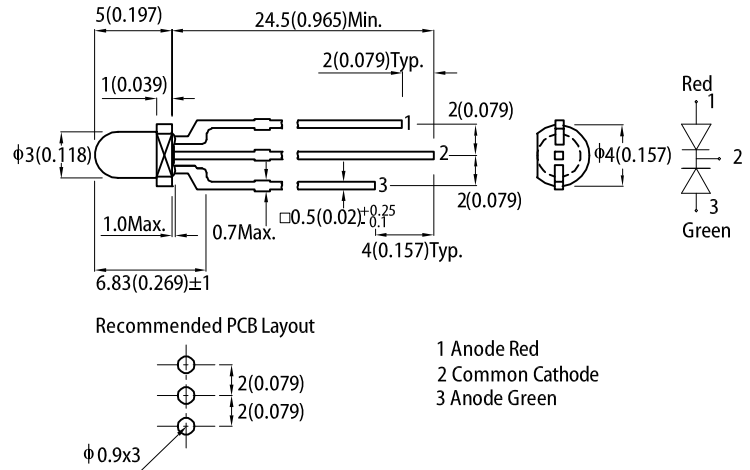 5(0.197)
24.5(0.965)Min.
2(0.079)Typ.
1(0.039)
Red
1
1
2(0.079)
ϕ3(0.118)
2
ϕ4(0.157)
2
3
2(0.079)
3
□0.5(0.02)+0.25
-0.1
1.0Max.
0.7Max.
Green
4(0.157)Typ.
6.83(0.269)±1
Recommended PCB Layout
1 Anode Red
2 Common Cathode
3 Anode Green
2(0.079)
2(0.079)
ϕ0.9x3